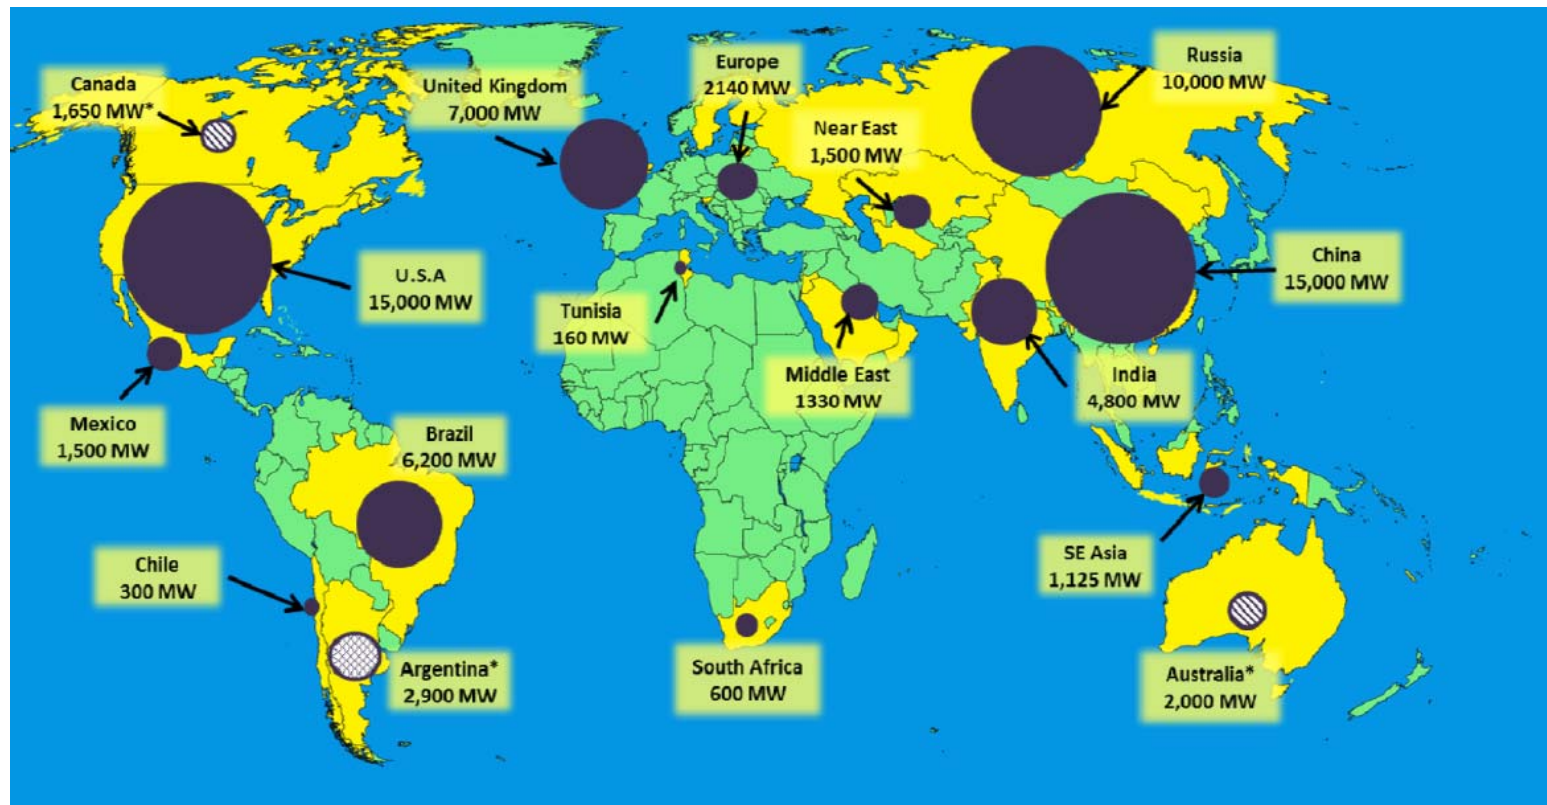 Canada
1,650 MW*
United Kingdom
7,000 MW
Europe
2140 MW
Near East
1,500 MW
Russia
10,000 MW
U.S.A
15,000 MW
Tunisia
160 MW
Middle East
1330 MW
India
4,800 MW
China
15,000 MW
Mexico
1,500 MW
Brazil
6,200 MW
Chile
300 MW
Argentina*
2,900 MW
South Africa
600 MW
SE Asia
1,125 MW
Australia*
2,000 MW